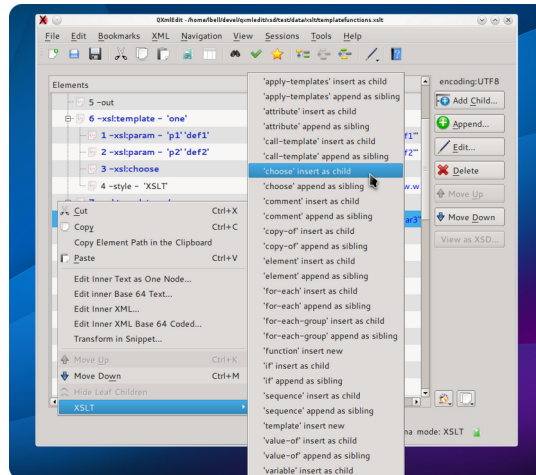 QXmlEdit - /home/lbell/devel/qxmledit/xsd/test/data/xslt/templatefunctions.xslt
File Edit Bookmarks XML Navigation View Sessions Tools Help
Elements
encoding:UTF8
5 -out
6 -xsl:template - 'one'
1 -xsl:param - 'p1' 'def1'
2 -xsl:param - 'p2' 'def2'
3 -xsl:choose
4 -style - 'XSLT'
Cut Ctrl+X
Copy Ctrl+C
Copy Element Path in the Clipboard
Paste Ctrl+V
Edit Inner Text as One Node...
Edit inner Base 64 Text...
Edit Inner XML...
Edit Inner XML Base 64 Coded...
Transform in Snippet...
Move Up Ctrl+K
Move Down Ctrl+M
Hide Leaf Children
XSLT
'apply-templates' insert as child
'apply-templates' append as sibling
'attribute' insert as child
'attribute' append as sibling
'call-template' insert as child
'call-template' append as sibling
'choose' insert as child
'choose' append as sibling
'comment' insert as child
'comment' append as sibling
'copy-of' insert as child
'copy-of' append as sibling
'element' insert as child
'element' append as sibling
'for-each' insert as child
'for-each' append as sibling
'for-each-group' insert as child
'for-each-group' append as sibling
'function' insert new
'if' insert as child
'if' append as sibling
'sequence' insert as child
'sequence' append as sibling
'template' insert new
'value-of' insert as child
'value-of' append as sibling
'variable' insert as child
f1"
f2"
w.w
ar3"
Add Child...
Append...
Edit...
Delete
Move Up
Move Down
View as XSD...
na mode: XSLT